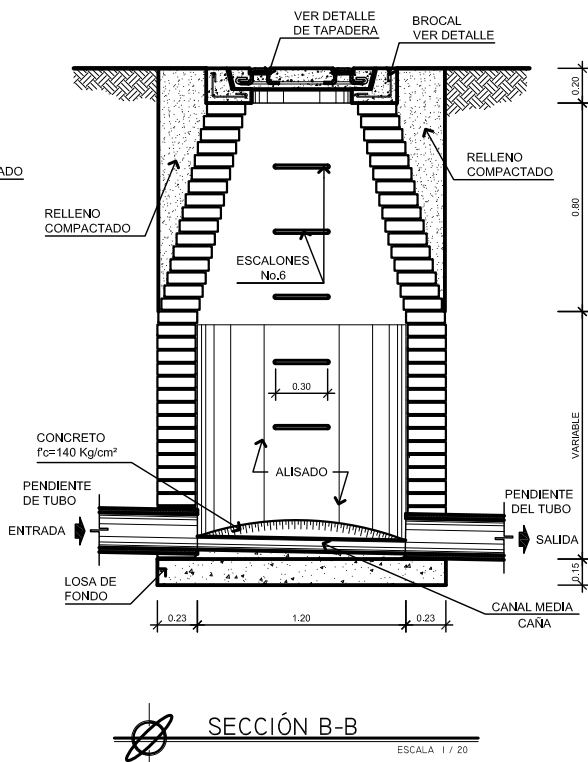 VER DETALLE
DE TAPADERA
BROCAL
VER DETALLE
0.20
ADO
RELLENO
COMPACTADO
RELLENO
COMPACTADO
0.80
ESCALONES
No.6
0.30
VARIABLE
CONCRETO
f'c=140 Kg/cm²
ALISADO
PENDIENTE
DE TUBO
PENDIENTE
DEL TUBO
ENTRADA
SALIDA
LOSA DE
FONDO
0.15
CANAL MEDIA
CAÑA
0.23
1.20
0.23
SECCIÓN B-B
ESCALA 1 / 20